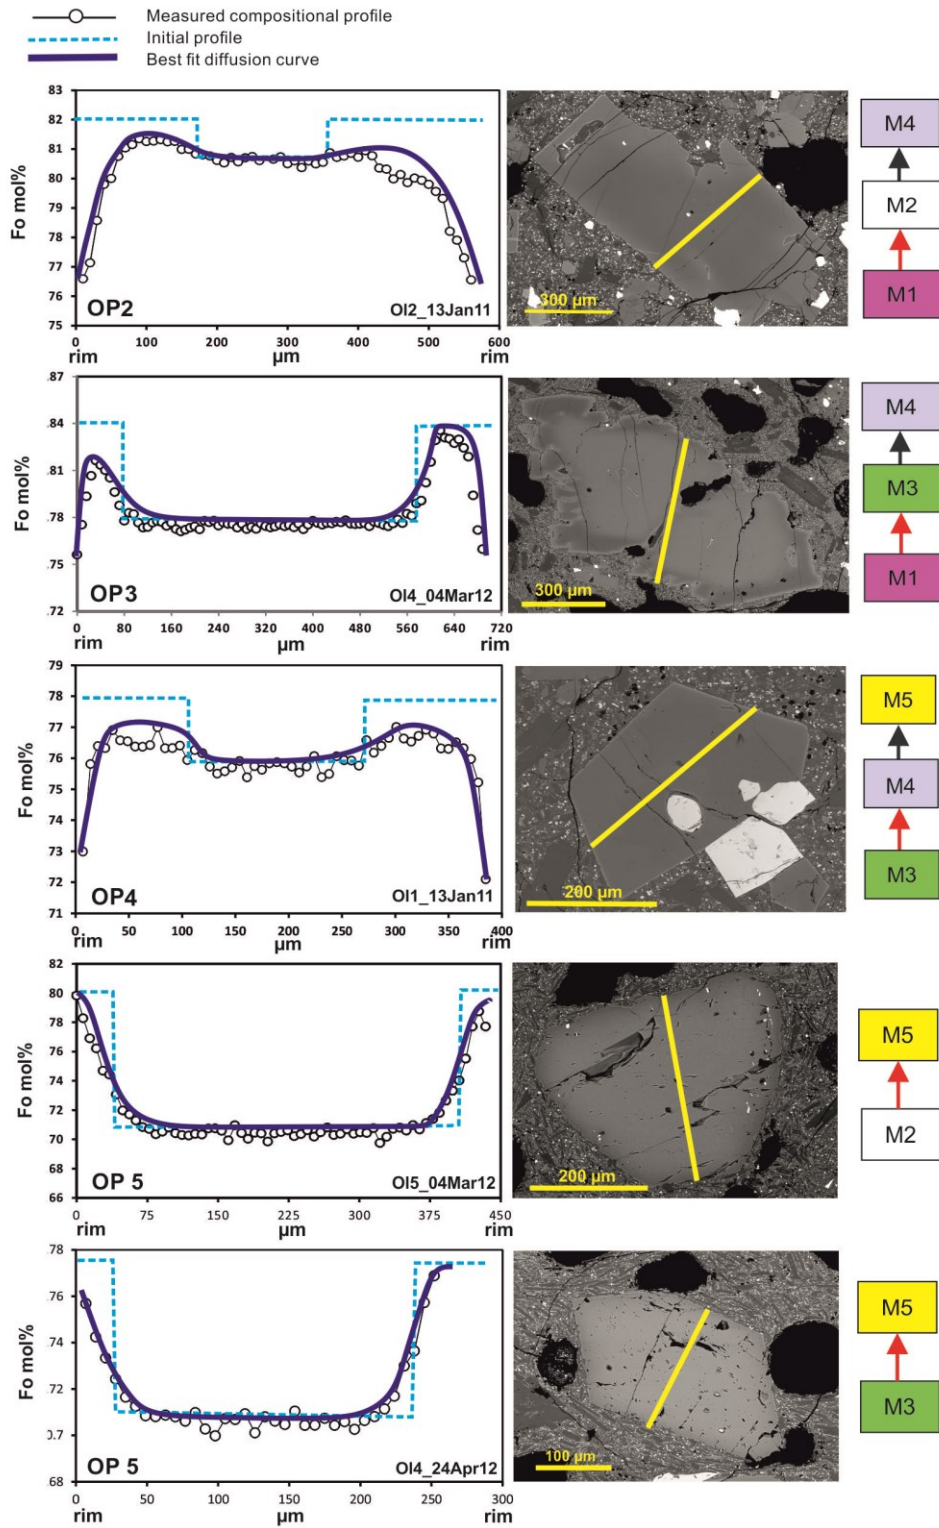 Measured compositional profile
Initial profile
Best fit diffusion curve
83
82
81
80
79
78
77
76
75
Fo mol%
OP2
Ol2_13Jan11
0 100 200 300 400 500 600
rim µm rim
300 µm
M4
M2
M1
.87
.84
.81
.78
.75
.72
Fo mol%
OP3
Ol4_04Mar12
0 80 160 240 320 400 480 560 640 720
rim µm rim
300 µm
M4
M3
M1
79
78
77
76
75
74
73
72
71
Fo mol%
OP4
Ol1_13Jan11
0 50 100 150 200 250 300 350 400
rim µm rim
200 µm
M5
M4
M3
82
80
78
76
74
72
70
68
66
Fo mol%
OP 5
Ol5_04Mar12
0 75 150 225 300 375 450
rim µm rim
200 µm
M5
M2
.78
.76
.74
.72
0.7
.68
Fo mol%
OP 5
Ol4_24Apr12
0 50 100 150 200 250 300
rim µm rim
100 µm
M5
M3